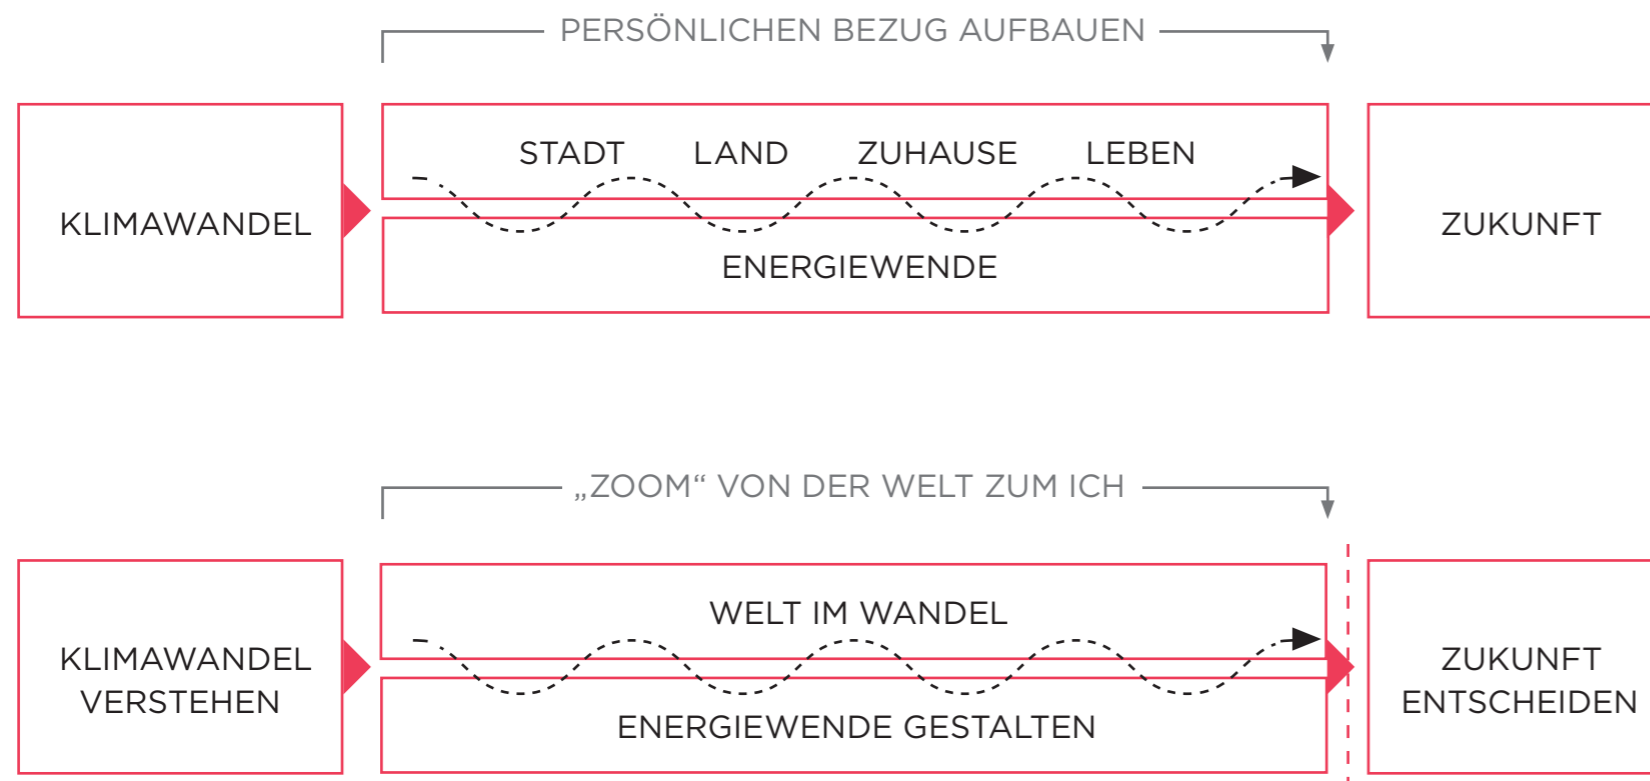 PERSÖNLICHEN BEZUG AUFBAUEN
KLIMAWANDEL
STADT LAND ZUHAUSE LEBEN
ENERGIEWENDE
ZUKUNFT
„ZOOM“ VON DER WELT ZUM ICH
KLIMAWANDEL
VERSTEHEN
WELT IM WANDEL
ENERGIEWENDE GESTALTEN
ZUKUNFT
ENTSCHEIDEN